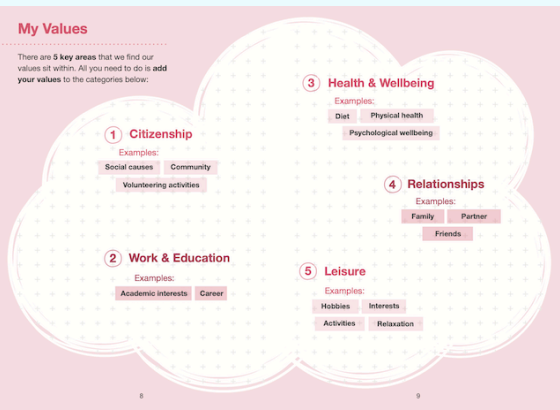 My Values
There are 5 key areas that we find our
values sit within. All you need to do is add
your values to the categories below:
1 Citizenship
Examples:
Social causes Community
Volunteering activities
2 Work & Education
Examples:
Academic interests Career
3 Health & Wellbeing
Examples:
Diet Physical health
Psychological wellbeing
4 Relationships
Examples:
Family Partner
Friends
5 Leisure
Examples:
Hobbies Interests
Activities Relaxation
8
9